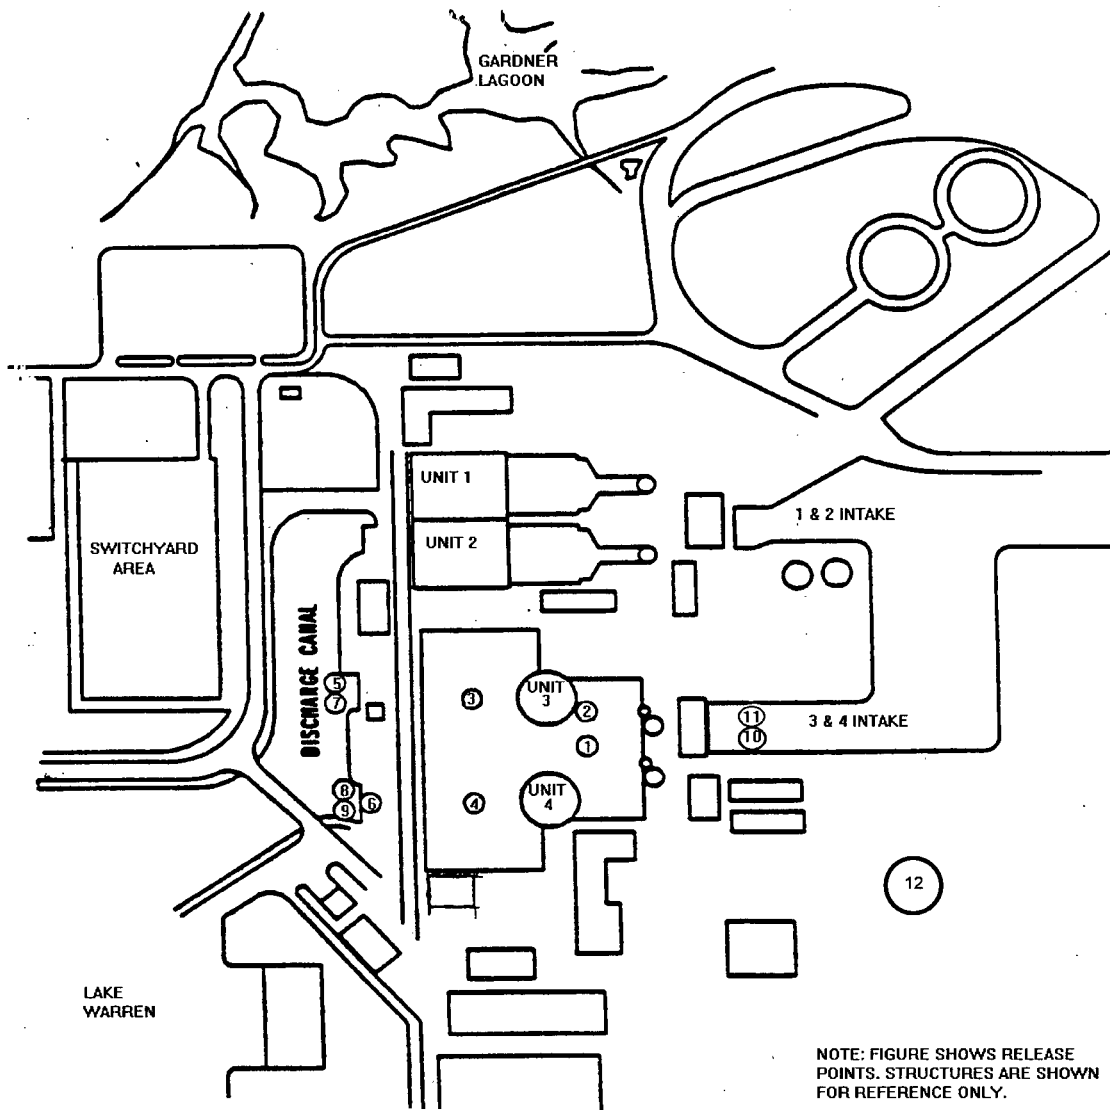 GARDNER
LAGOON
UNIT 1
1 & 2 INTAKE
UNIT 2
SWITCHYARD
AREA
DISCHARGE CANAL
5
7
3
UNIT
3
2
1
11
10
3 & 4 INTAKE
8
9
6
4
UNIT
4
12
LAKE
WARREN
NOTE: FIGURE SHOWS RELEASE
POINTS. STRUCTURES ARE SHOWN
FOR REFERENCE ONLY.